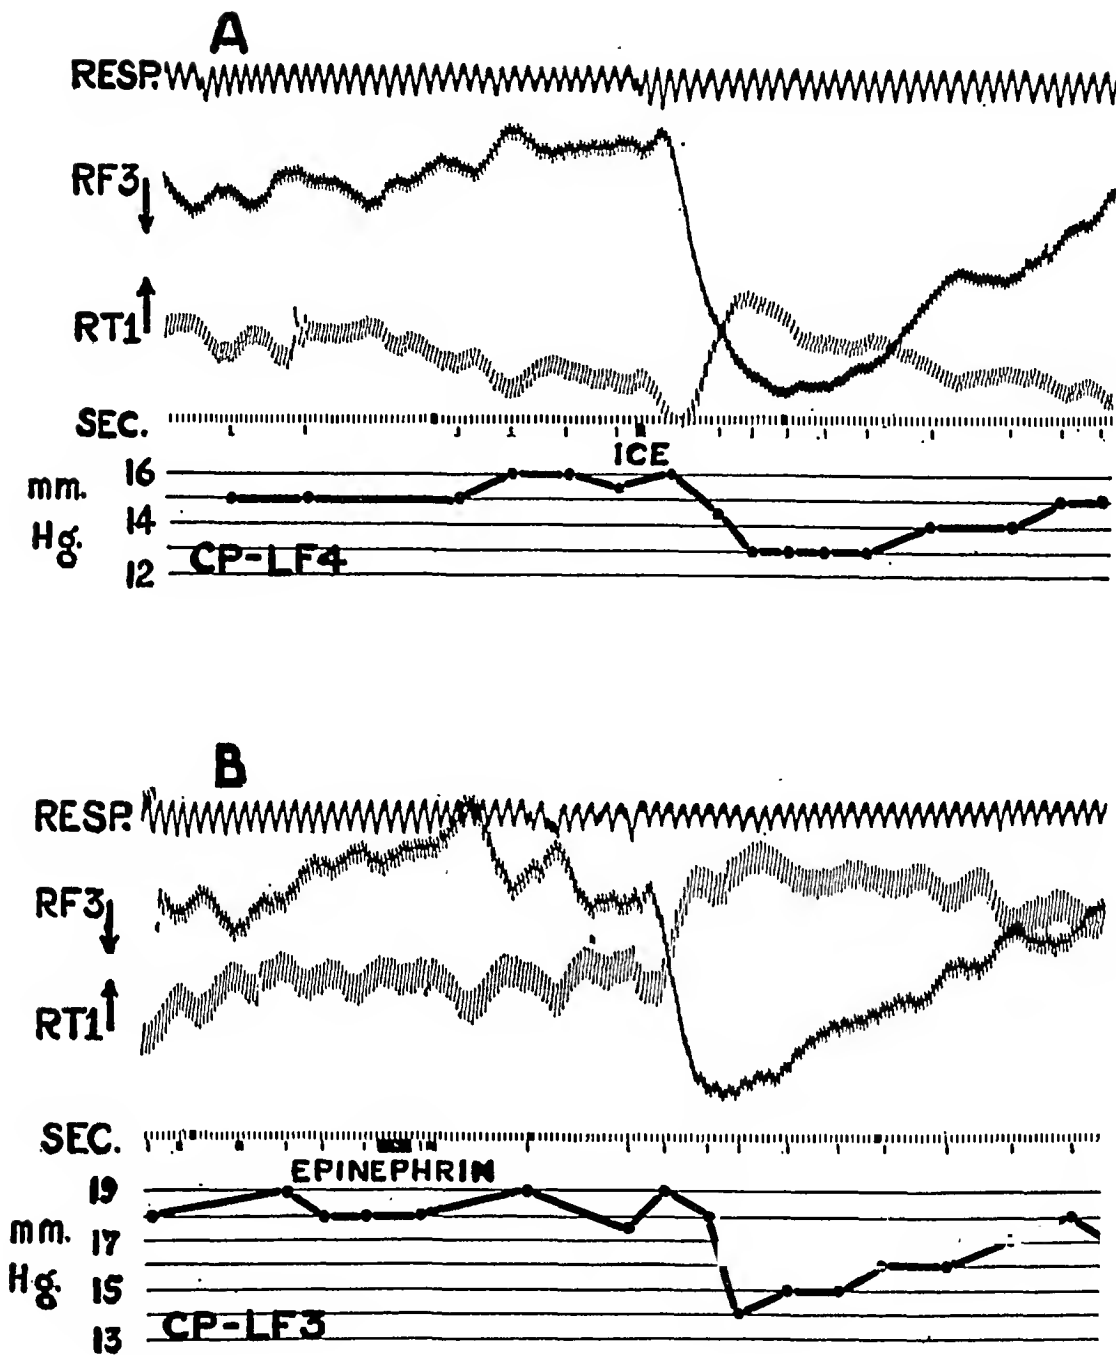 A
RESP.
RF3
RT1
SEC.
ICE
16
mm.
14
Hg.
12
CP-LF4
B
RESP.
RF3
RT1
SEC.
EPINEPHRIN
19
mm.
17
Hg.
15
13
CP-LF3